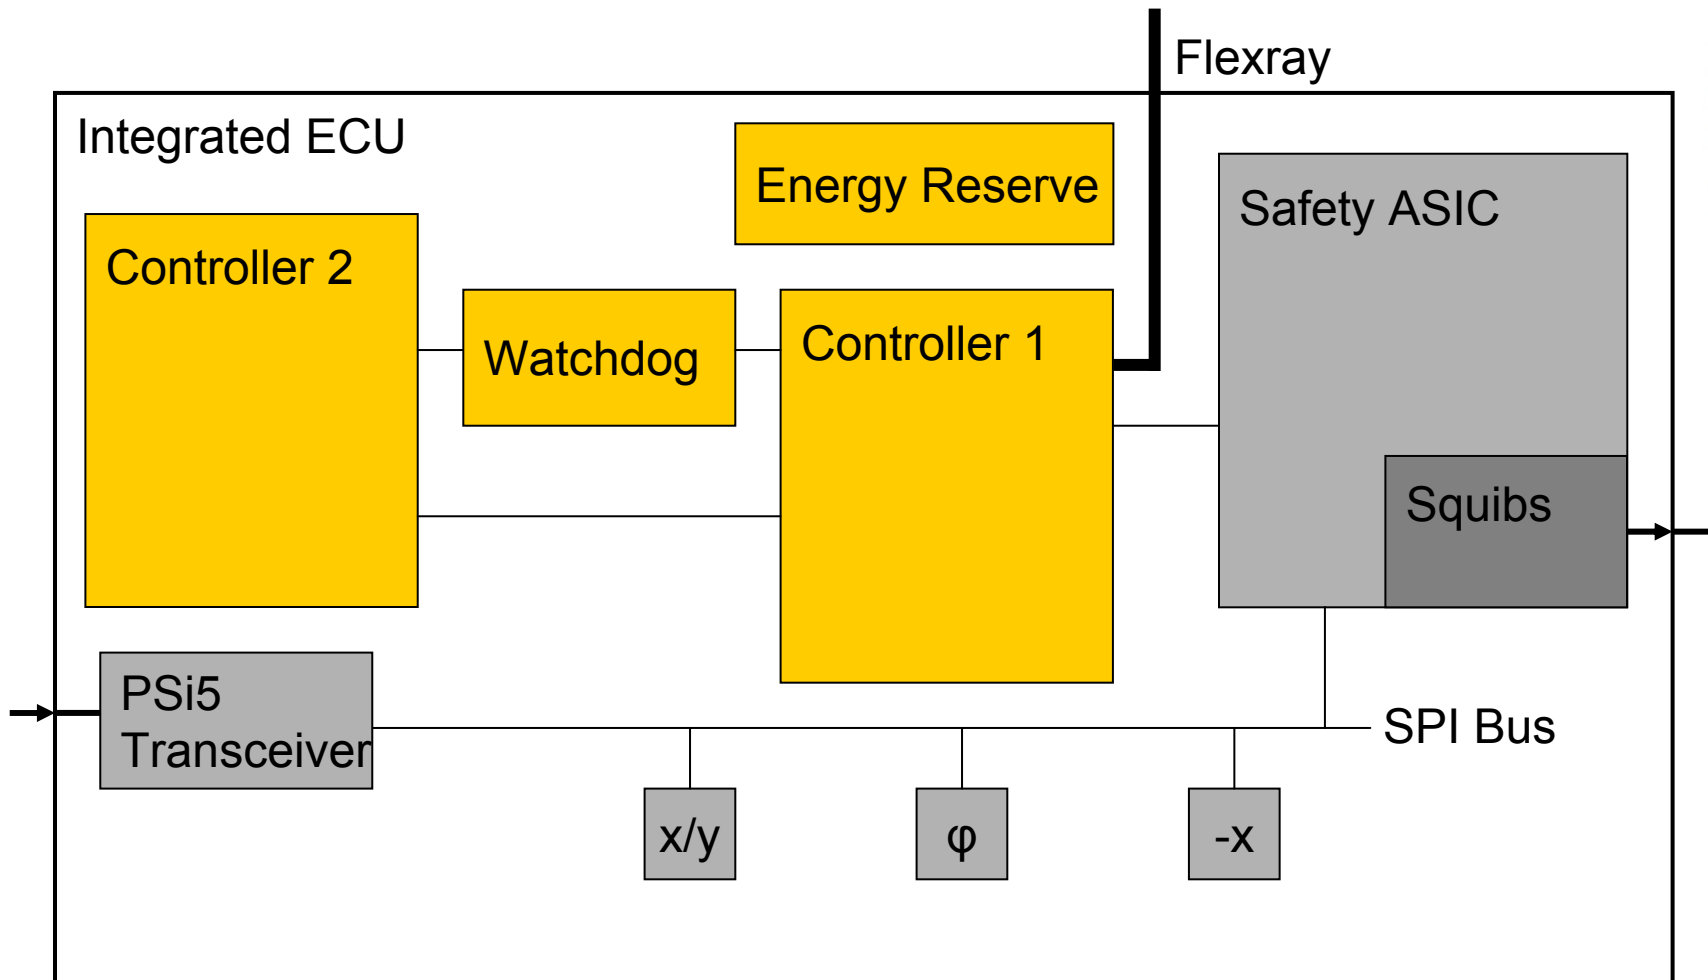 Flexray
Integrated ECU
Energy Reserve
Safety ASIC
Controller 2
Watchdog
Controller 1
Squibs
PSi5
Transceiver
SPI Bus
x/y
φ
-x